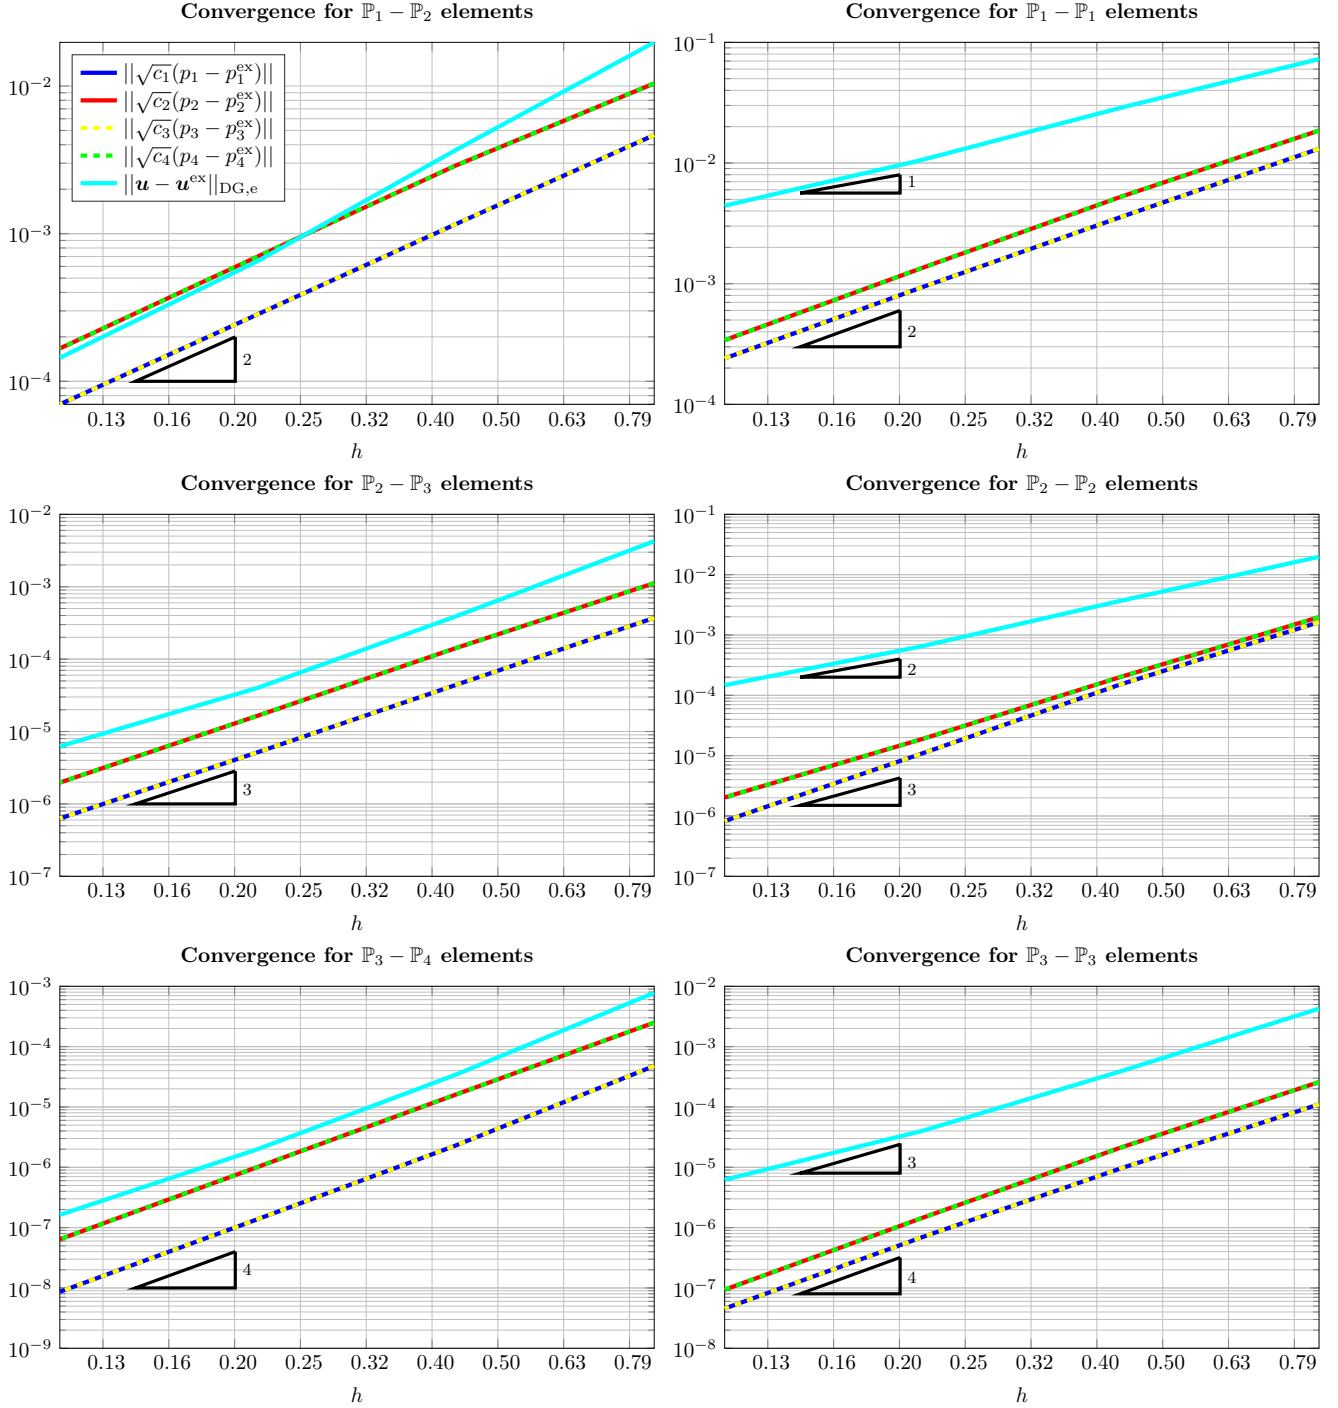 Convergence for ℙ₁ − ℙ₂ elements
10⁻²
10⁻³
10⁻⁴
||√c₁(p₁ − p₁ᵉˣ)||
||√c₂(p₂ − p₂ᵉˣ)||
||√c₃(p₃ − p₃ᵉˣ)||
||√c₄(p₄ − p₄ᵉˣ)||
||𝒖 − 𝒖ᵉˣ||DG,e
2
0.13 0.16 0.20 0.25 0.32 0.40 0.50 0.63 0.79
h
Convergence for ℙ₁ − ℙ₁ elements
10⁻¹
10⁻²
10⁻³
10⁻⁴
1
2
0.13 0.16 0.20 0.25 0.32 0.40 0.50 0.63 0.79
h
Convergence for ℙ₂ − ℙ₃ elements
10⁻²
10⁻³
10⁻⁴
10⁻⁵
10⁻⁶
10⁻⁷
3
0.13 0.16 0.20 0.25 0.32 0.40 0.50 0.63 0.79
h
Convergence for ℙ₂ − ℙ₂ elements
10⁻¹
10⁻²
10⁻³
10⁻⁴
10⁻⁵
10⁻⁶
10⁻⁷
2
3
0.13 0.16 0.20 0.25 0.32 0.40 0.50 0.63 0.79
h
Convergence for ℙ₃ − ℙ₄ elements
10⁻³
10⁻⁴
10⁻⁵
10⁻⁶
10⁻⁷
10⁻⁸
10⁻⁹
4
0.13 0.16 0.20 0.25 0.32 0.40 0.50 0.63 0.79
h
Convergence for ℙ₃ − ℙ₃ elements
10⁻²
10⁻³
10⁻⁴
10⁻⁵
10⁻⁶
10⁻⁷
10⁻⁸
3
4
0.13 0.16 0.20 0.25 0.32 0.40 0.50 0.63 0.79
h